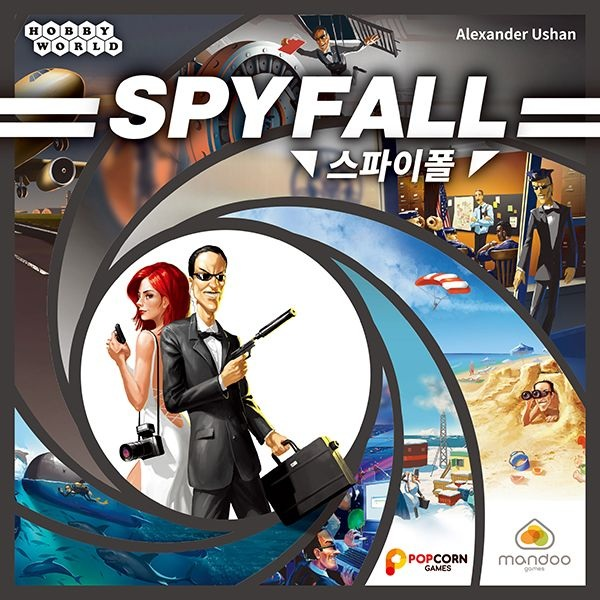 HOBBY
WORLD
Alexander Ushan
SPYFALL
스파이폴
POPCORN
GAMES
mandoo
games